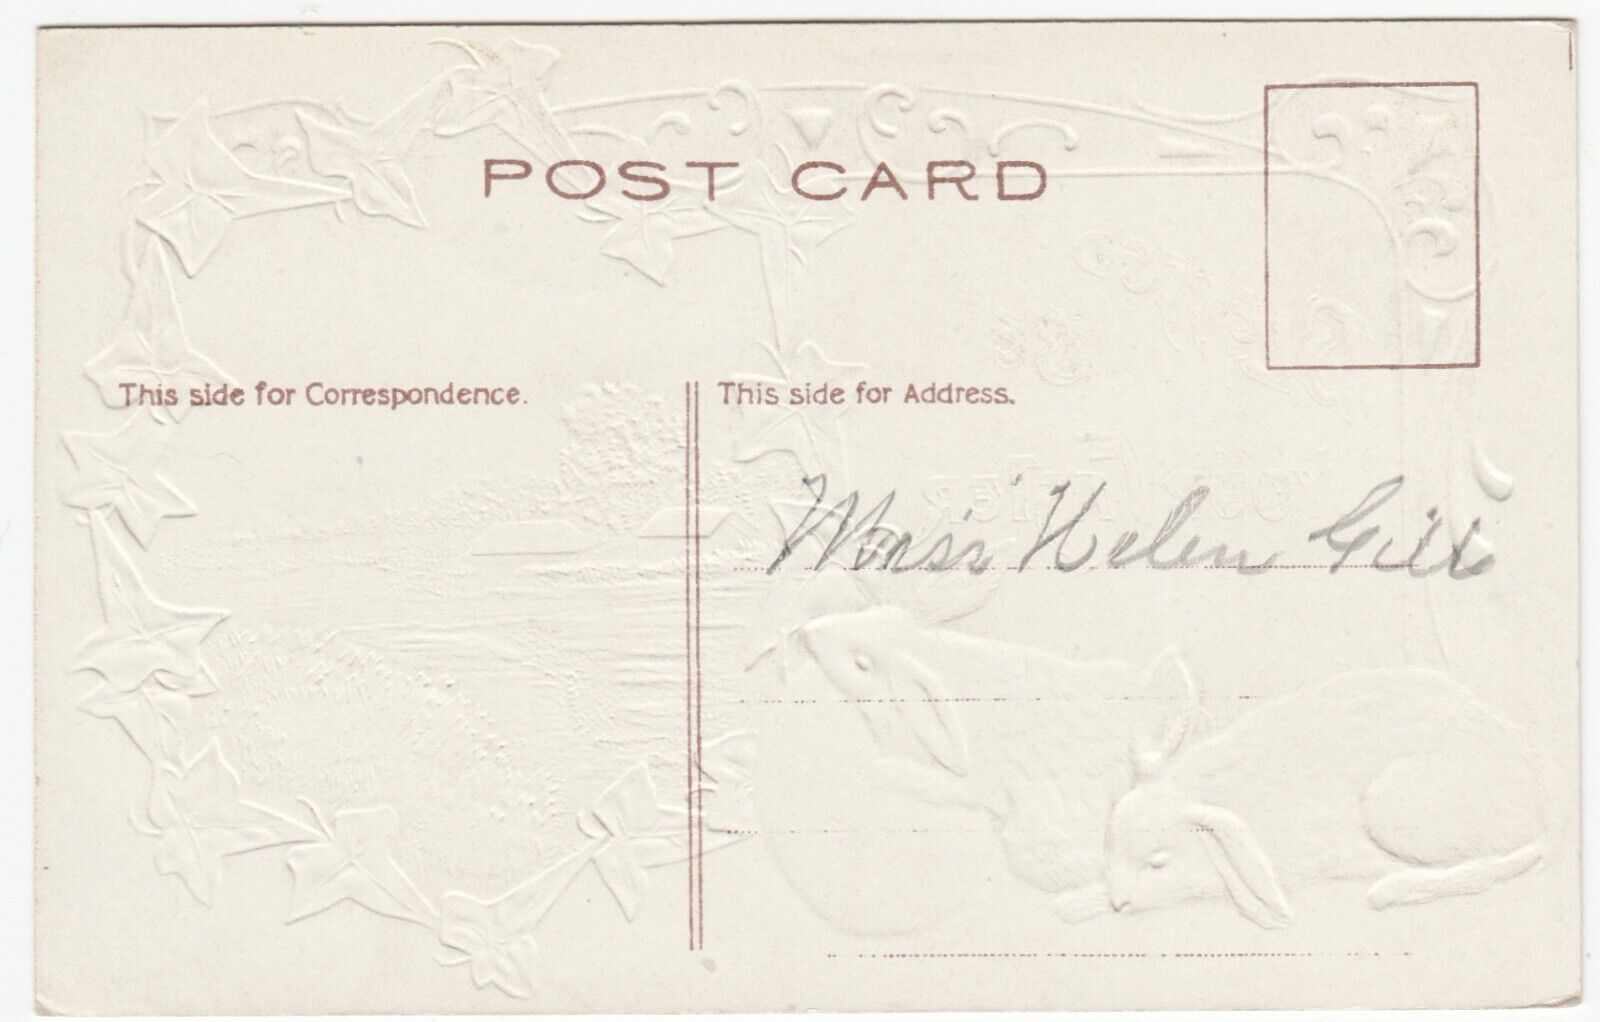 POST CARD
This side for Correspondence.
This side for Address.
Miss Helen Gill